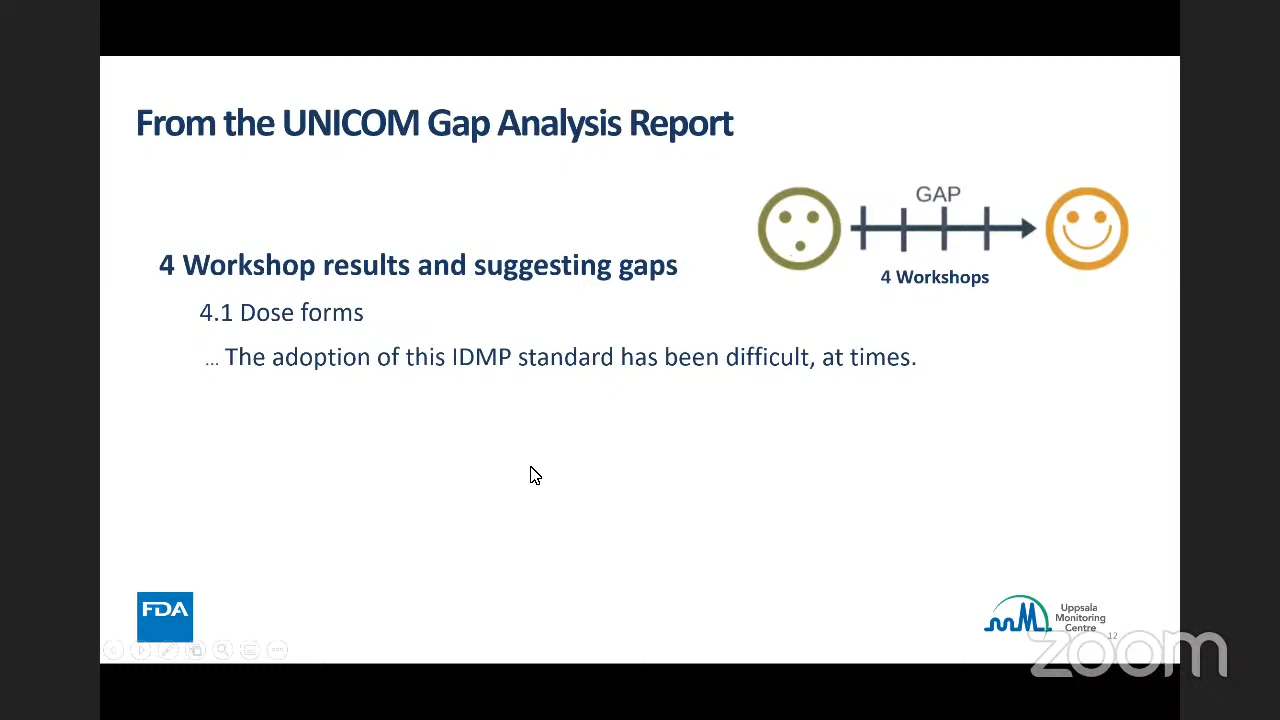 From the UNICOM Gap Analysis Report
GAP
4 Workshops
4 Workshop results and suggesting gaps
4.1 Dose forms
... The adoption of this IDMP standard has been difficult, at times.
FDA
Uppsala
Monitoring
Centre
12
zoom